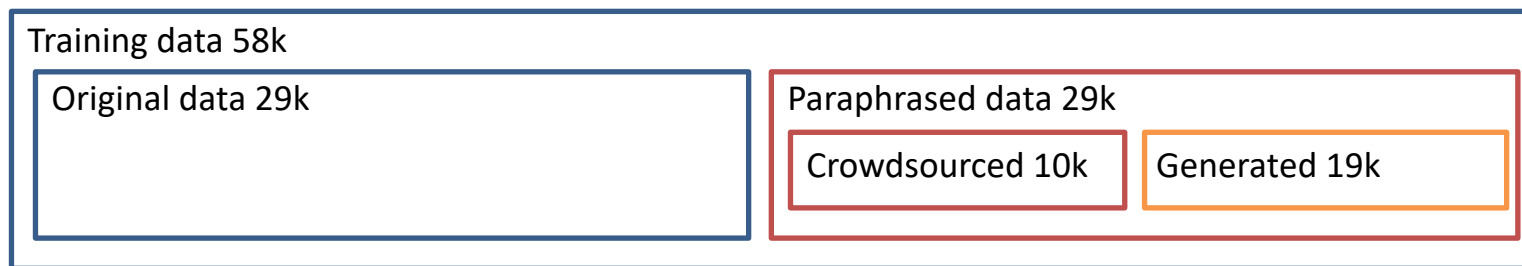 Training data 58k
Original data 29k
Paraphrased data 29k
Crowdsourced 10k
Generated 19k